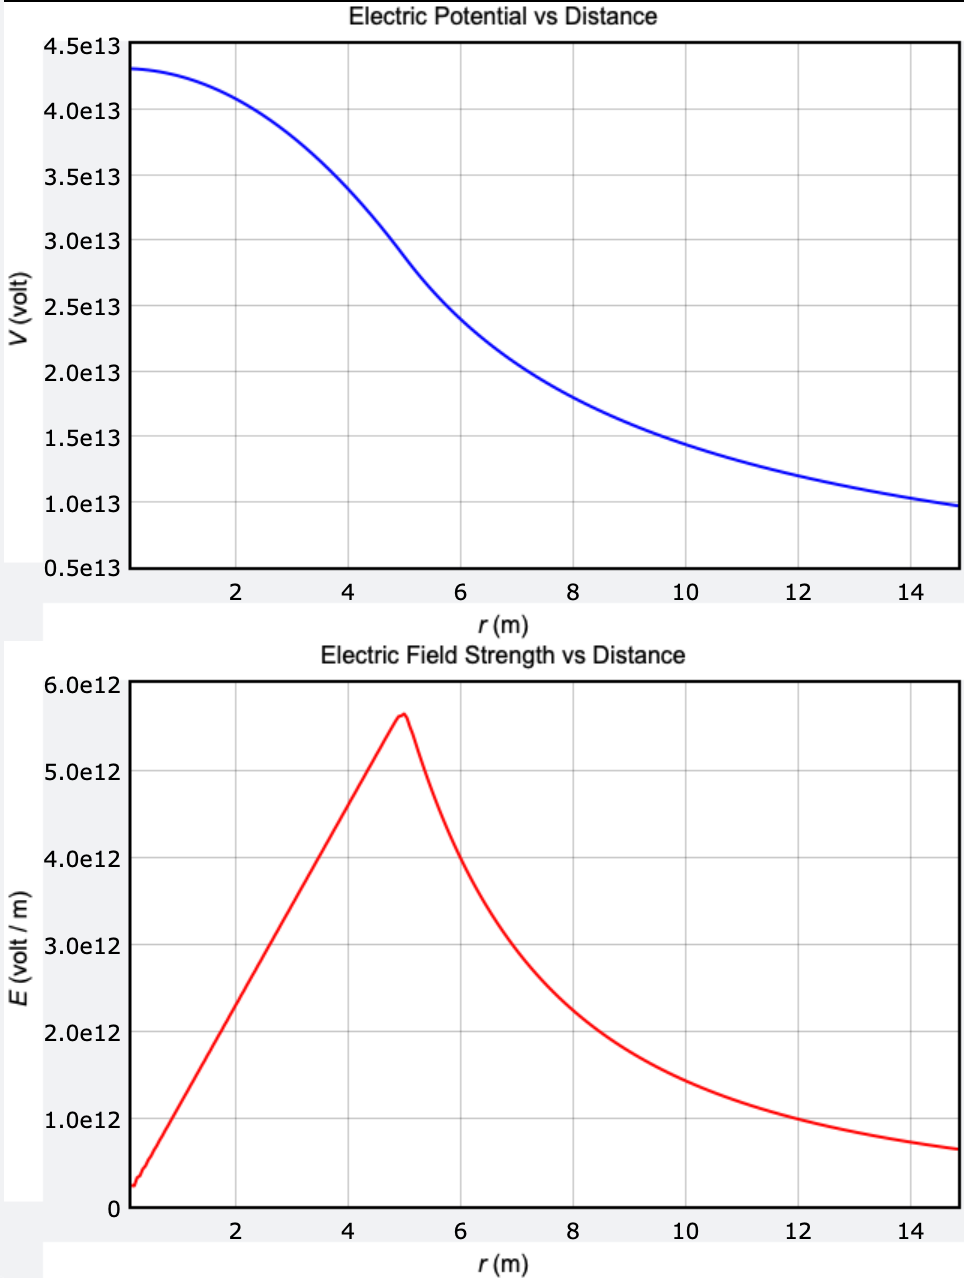 Electric Potential vs Distance
4.5e13
4.0e13
3.5e13
3.0e13
2.5e13
2.0e13
1.5e13
1.0e13
0.5e13
V (volt)
2 4 6 8 10 12 14
r (m)
Electric Field Strength vs Distance
6.0e12
5.0e12
4.0e12
3.0e12
2.0e12
1.0e12
0
E (volt / m)
2 4 6 8 10 12 14
r (m)